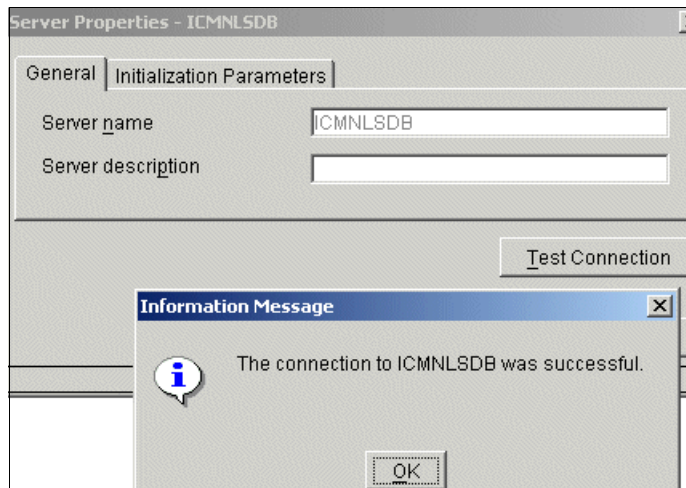 Server Properties - ICMNLSDB
General
Initialization Parameters
Server name
ICMNLSDB
Server description
Test Connection
Information Message
The connection to ICMNLSDB was successful.
OK